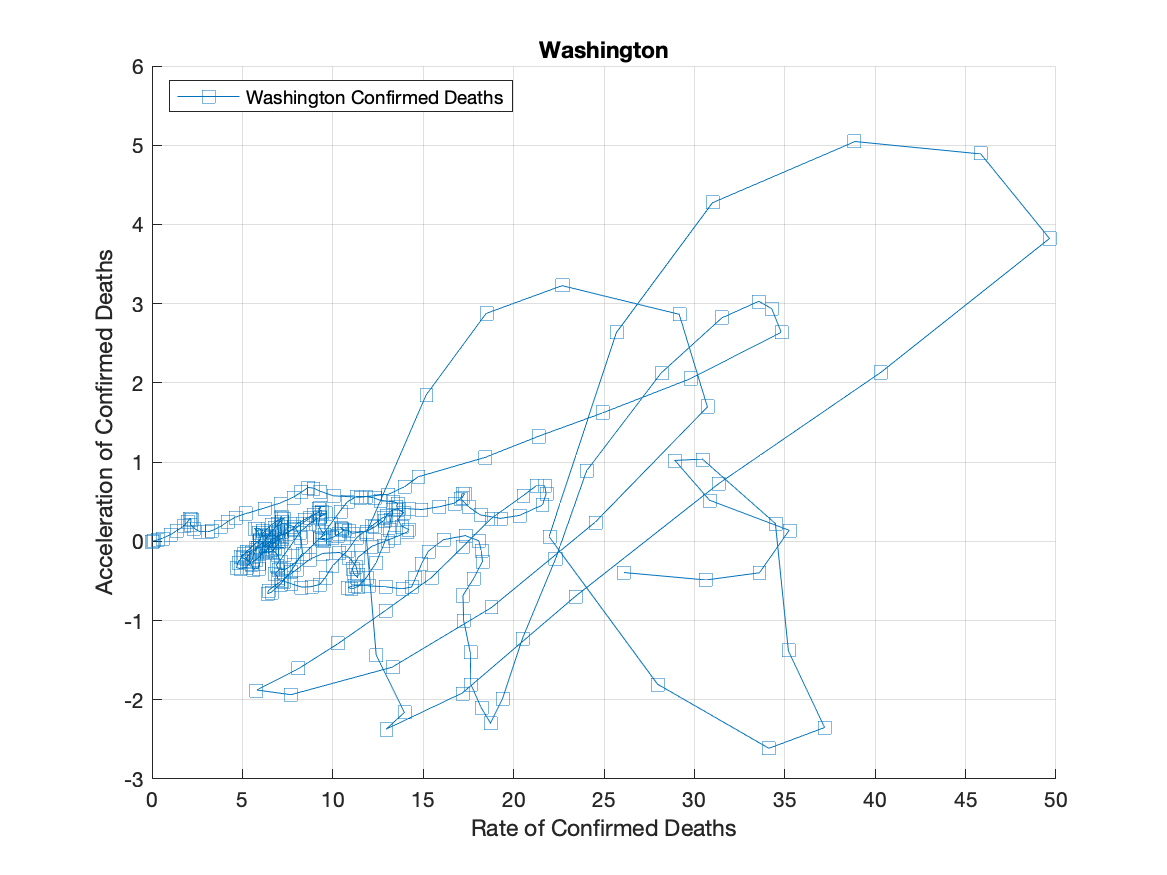 Washington
Washington Confirmed Deaths
6
5
4
3
2
1
0
-1
-2
-3
Acceleration of Confirmed Deaths
0 5 10 15 20 25 30 35 40 45 50
Rate of Confirmed Deaths